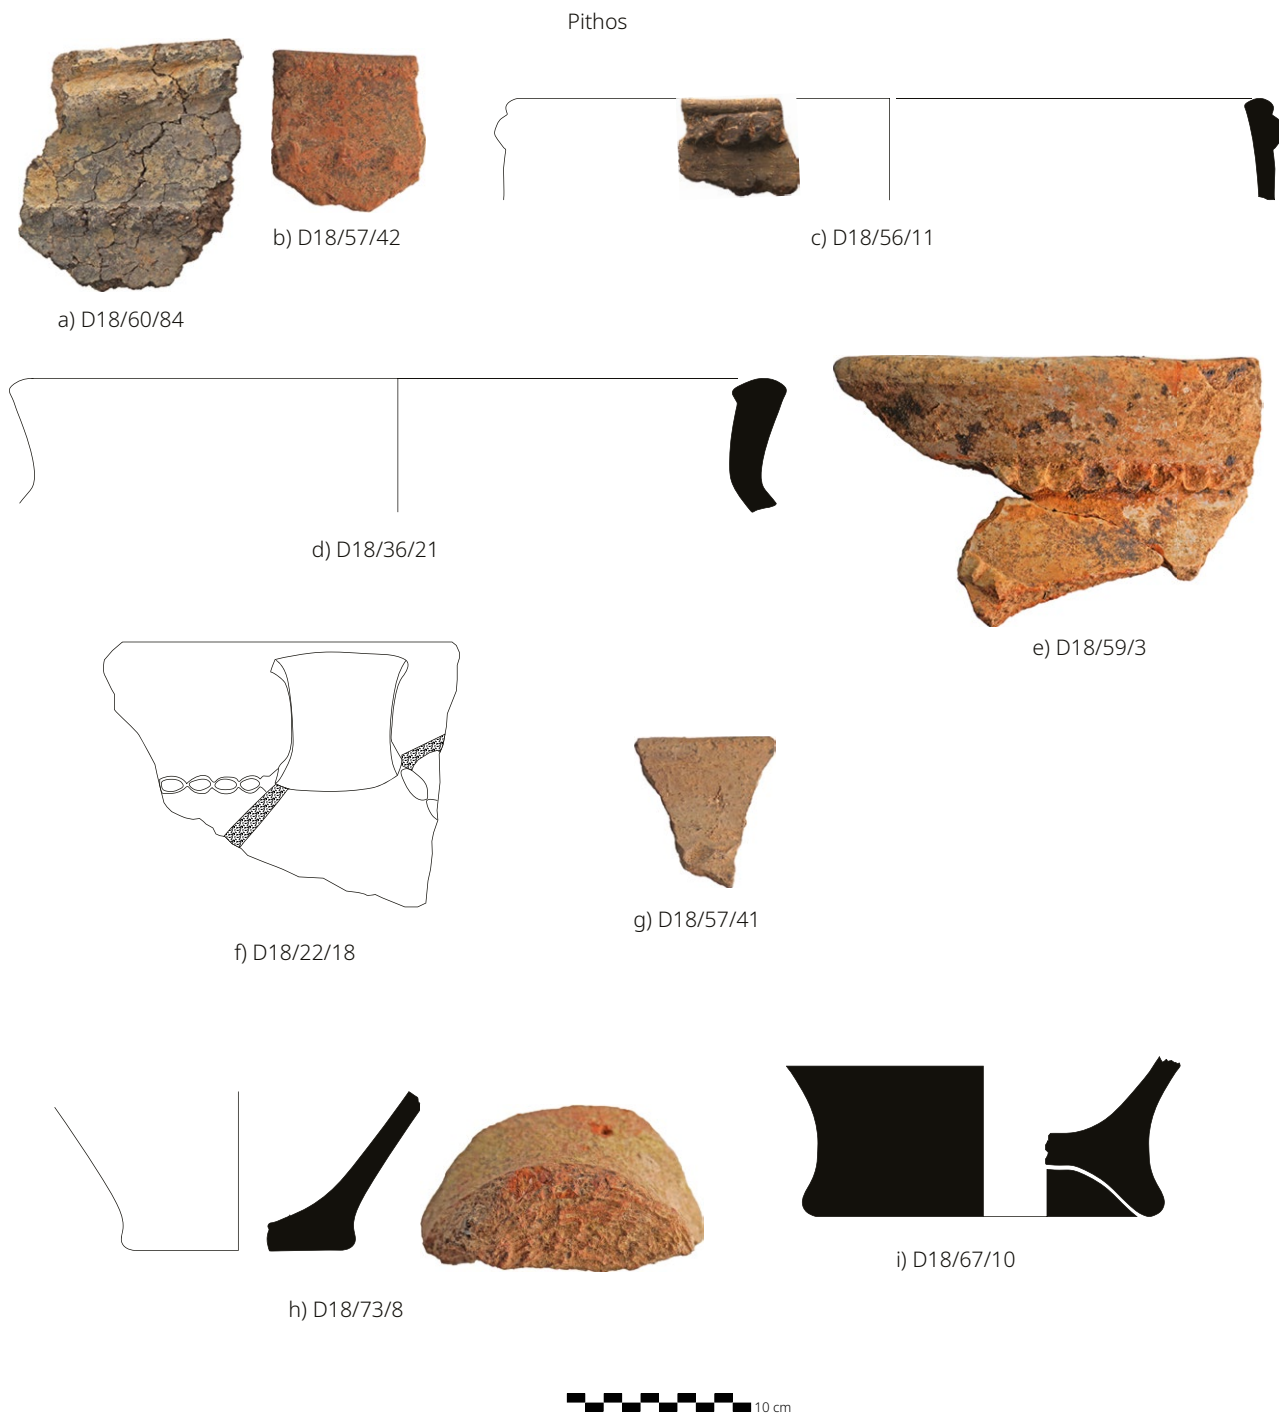 Pithos
a) D18/60/84
b) D18/57/42
c) D18/56/11
d) D18/36/21
e) D18/59/3
f) D18/22/18
g) D18/57/41
h) D18/73/8
i) D18/67/10
10 cm